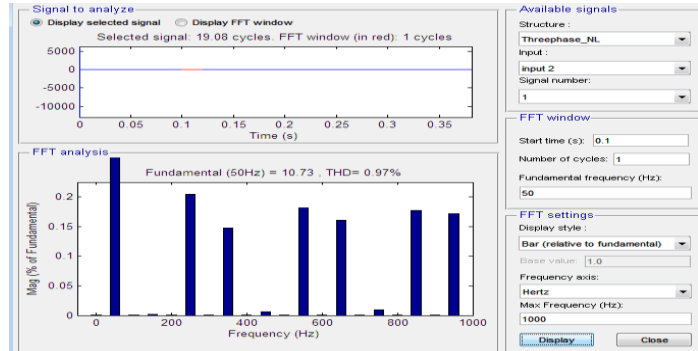 Signal to analyze
Display selected signal Display FFT window
Selected signal: 19.08 cycles. FFT window (in red): 1 cycles
5000
0
-5000
-10000
0 0.05 0.1 0.15 0.2 0.25 0.3 0.35
Time (s)
FFT analysis
Fundamental (50Hz) = 10.73 , THD= 0.97%
Mag (% of Fundamental)
0.2
0.15
0.1
0.05
0
0 200 400 600 800 1000
Frequency (Hz)
Available signals
Structure :
Threephase_NL
Input :
input 2
Signal number:
1
FFT window
Start time (s): 0.1
Number of cycles: 1
Fundamental frequency (Hz):
50
FFT settings
Display style :
Bar (relative to fundamental)
Base value: 1.0
Frequency axis:
Hertz
Max Frequency (Hz):
1000
Display Close